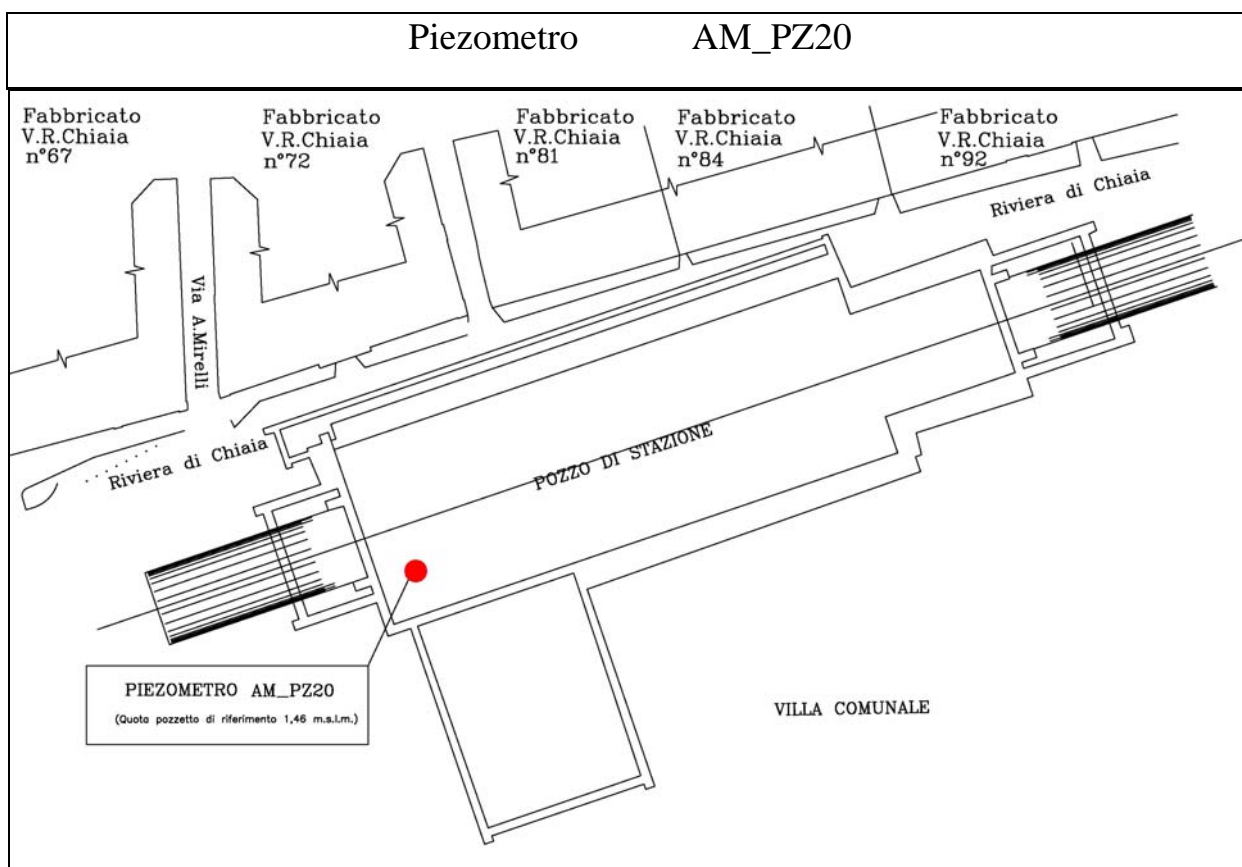 Piezometro AM_PZ20
Fabbricato
V.R.Chiaia
n°67
Fabbricato
V.R.Chiaia
n°72
Fabbricato
V.R.Chiaia
n°81
Fabbricato
V.R.Chiaia
n°84
Fabbricato
V.R.Chiaia
n°92
Riviera di Chiaia
Via A.Mirelli
Riviera di Chiaia
POZZO DI STAZIONE
PIEZOMETRO AM_PZ20
(Quota pozzetto di riferimento 1,46 m.s.l.m.)
VILLA COMUNALE